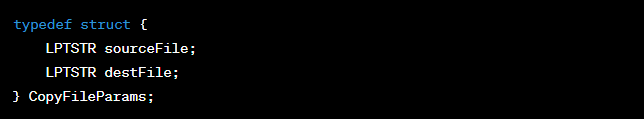 typedef struct {
    LPTSTR sourceFile;
    LPTSTR destFile;
} CopyFileParams;